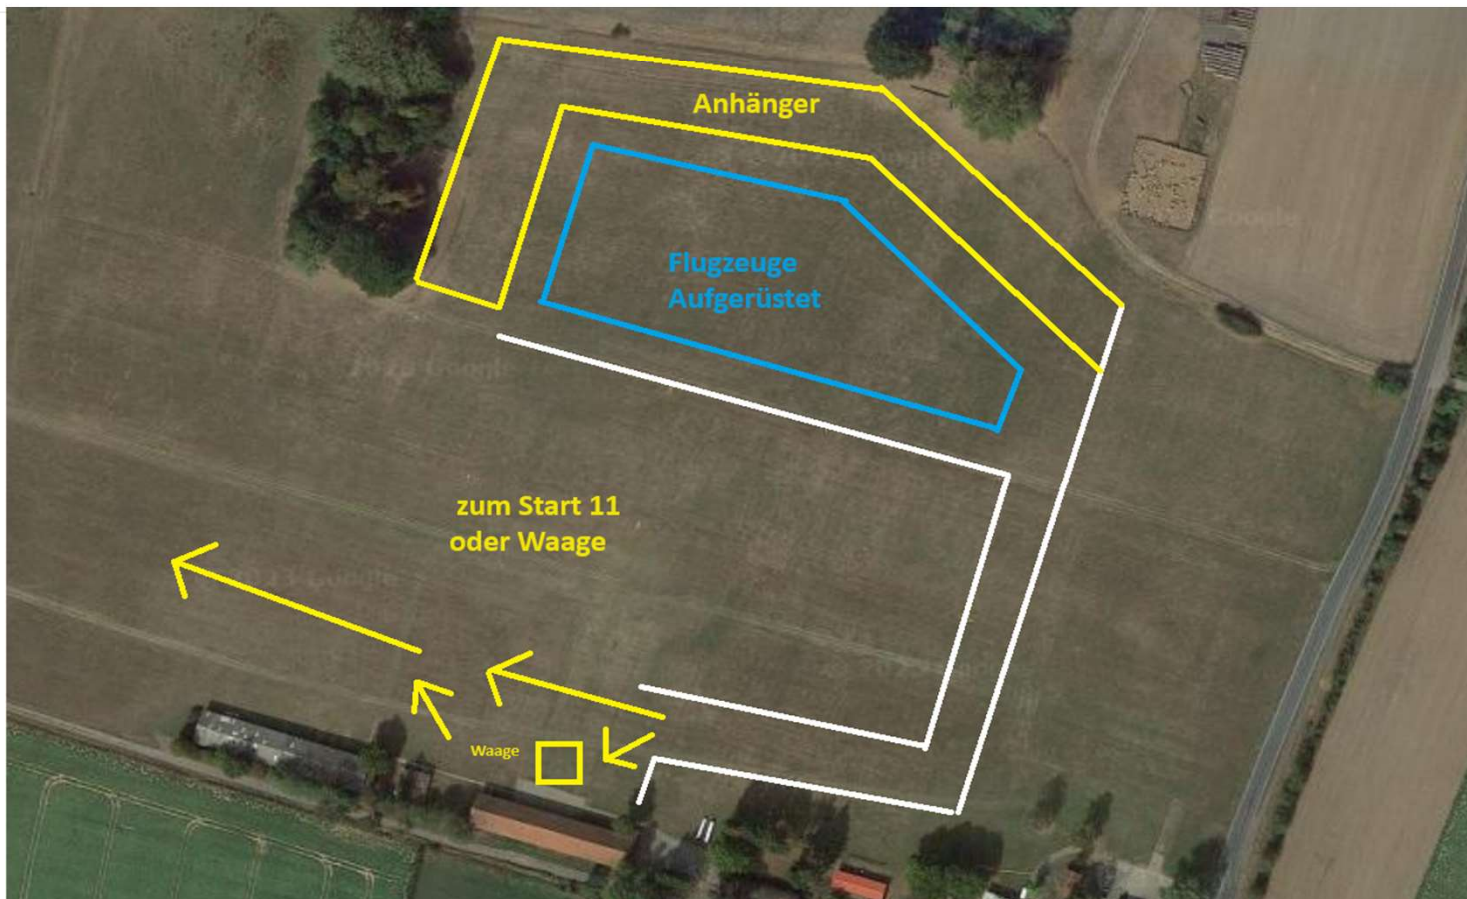 Anhänger
Flugzeuge
Aufgerüstet
zum Start 11
oder Waage
Waage